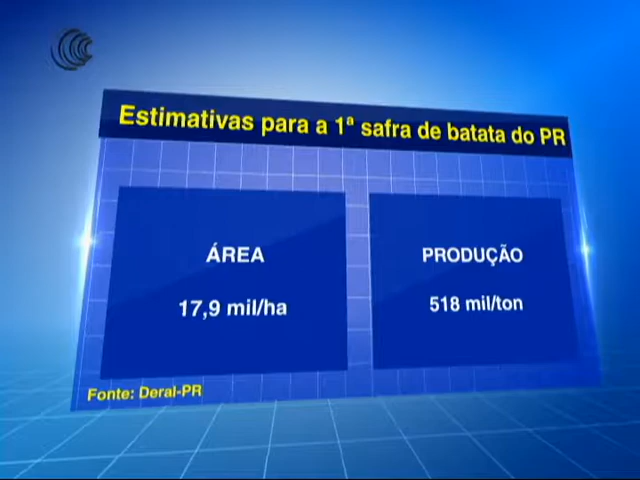 Estimativas para a 1ª safra de batata do PR
ÁREA
17,9 mil/ha
PRODUÇÃO
518 mil/ton
Fonte: Deral-PR